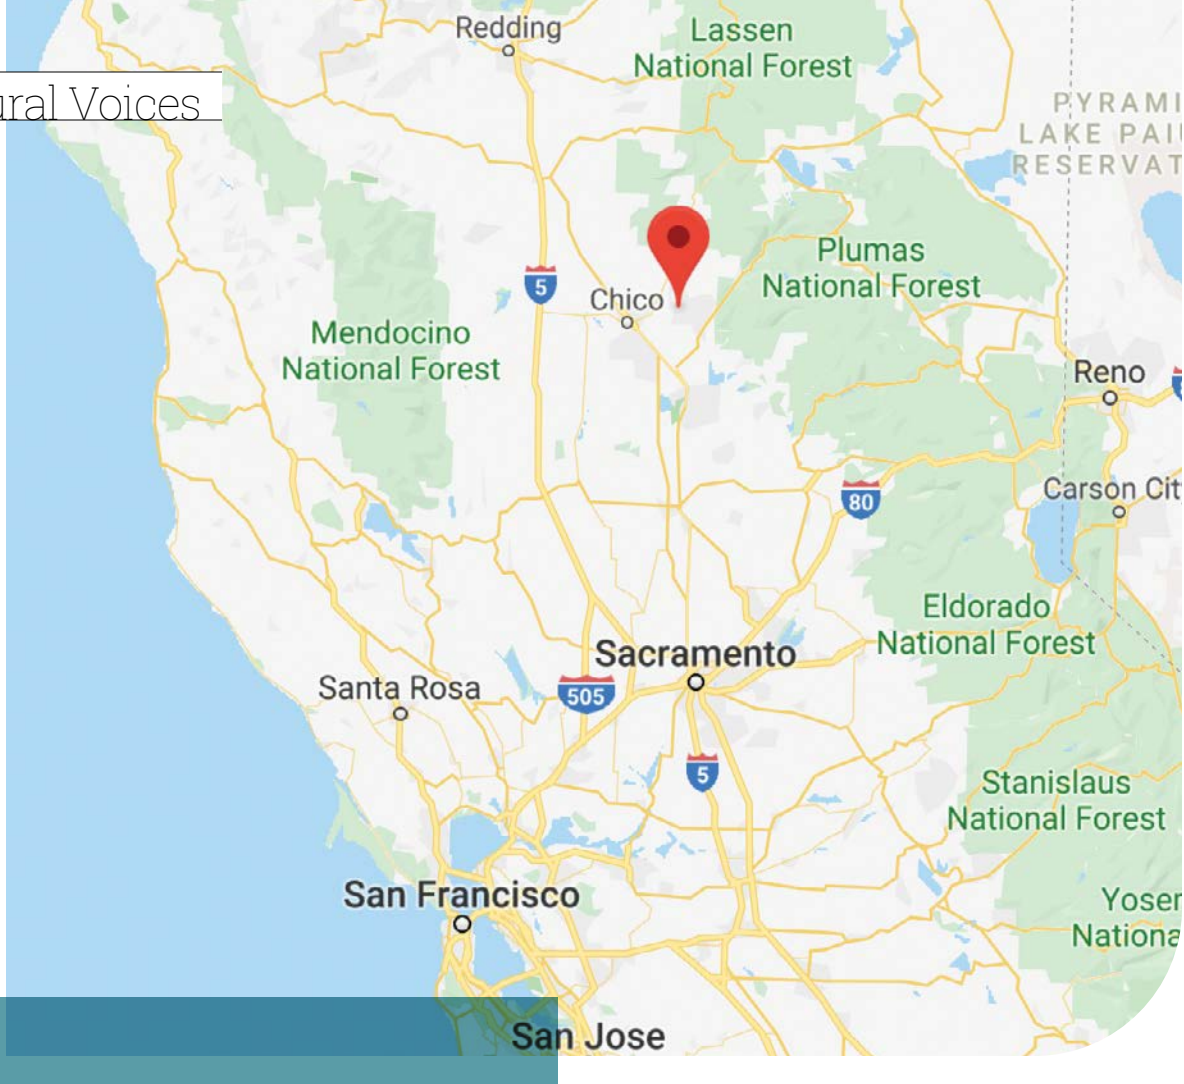 Redding
Lassen
National Forest
ural Voices
PYRAMI
LAKE PAIU
RESERVAT
Plumas
National Forest
5
Chico
Mendocino
National Forest
Reno
80
Carson Cit
Eldorado
National Forest
Sacramento
Santa Rosa
505
5
Stanislaus
National Forest
San Francisco
Yosem
Nationa
San Jose